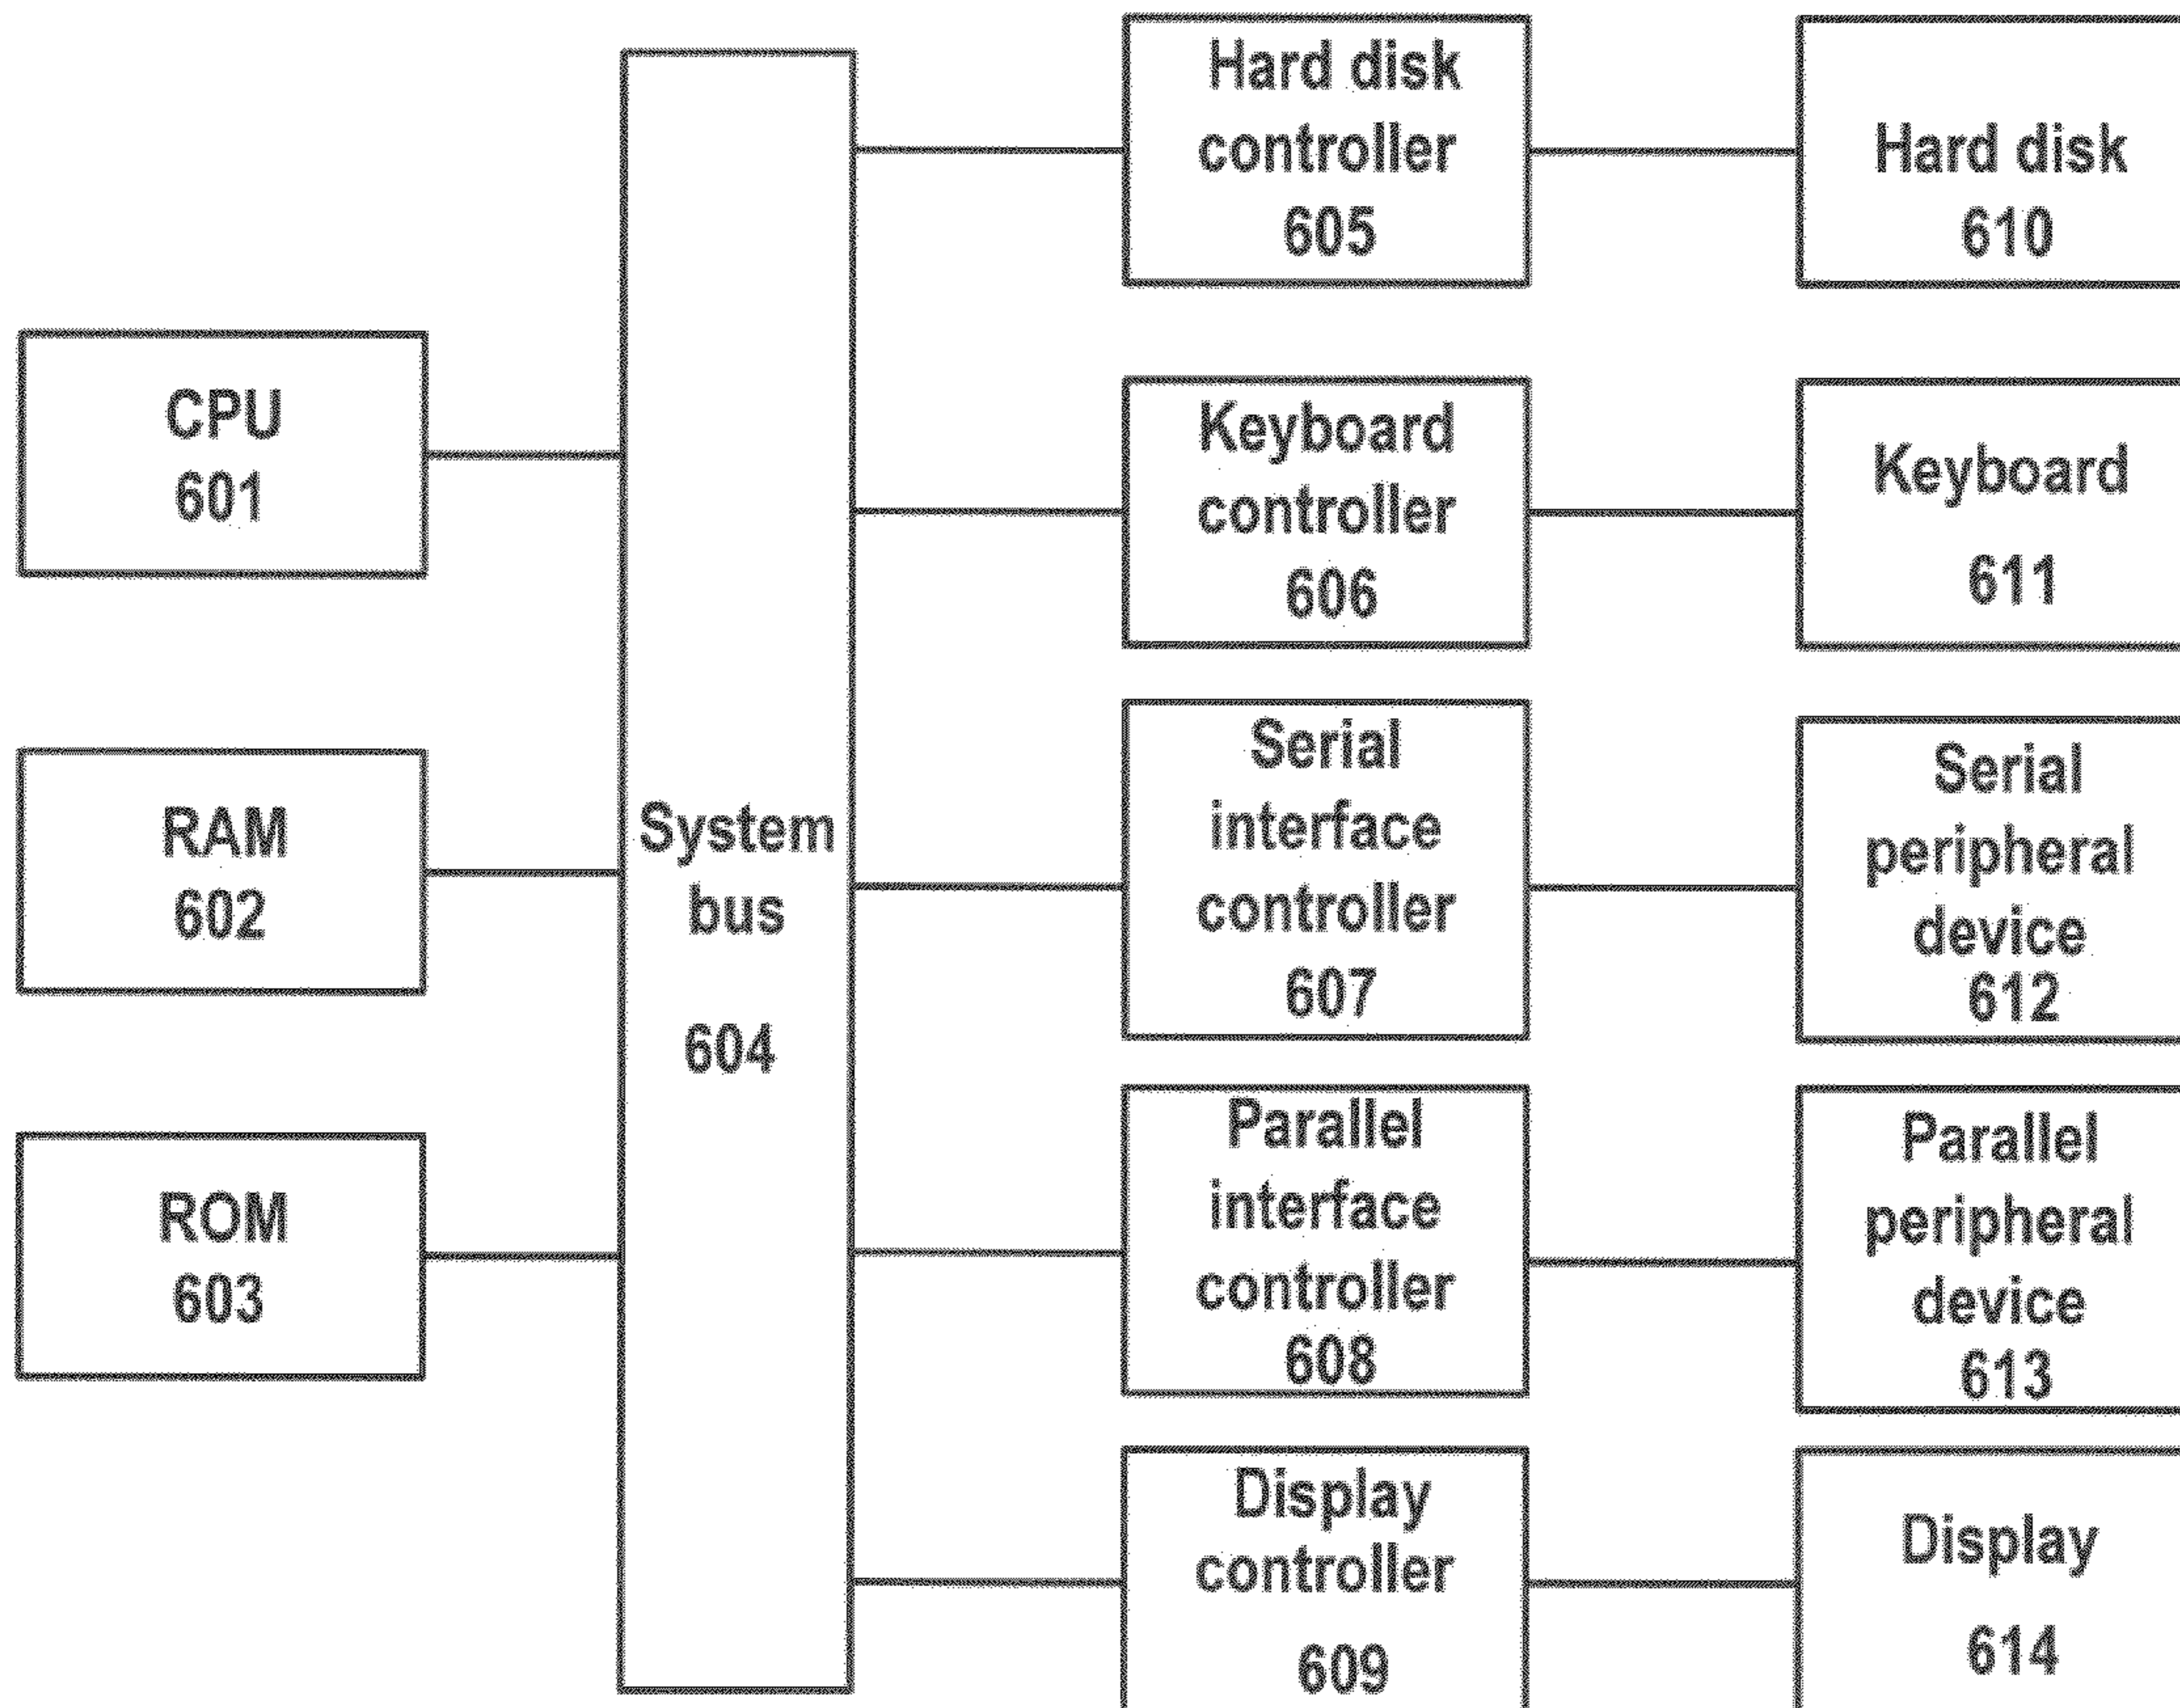 CPU
601
RAM
602
ROM
603
System
bus
604
Hard disk
controller
605
Keyboard
controller
606
Serial
interface
controller
607
Parallel
interface
controller
608
Display
controller
609
Hard disk
610
Keyboard
611
Serial
peripheral
device
612
Parallel
peripheral
device
613
Display
614